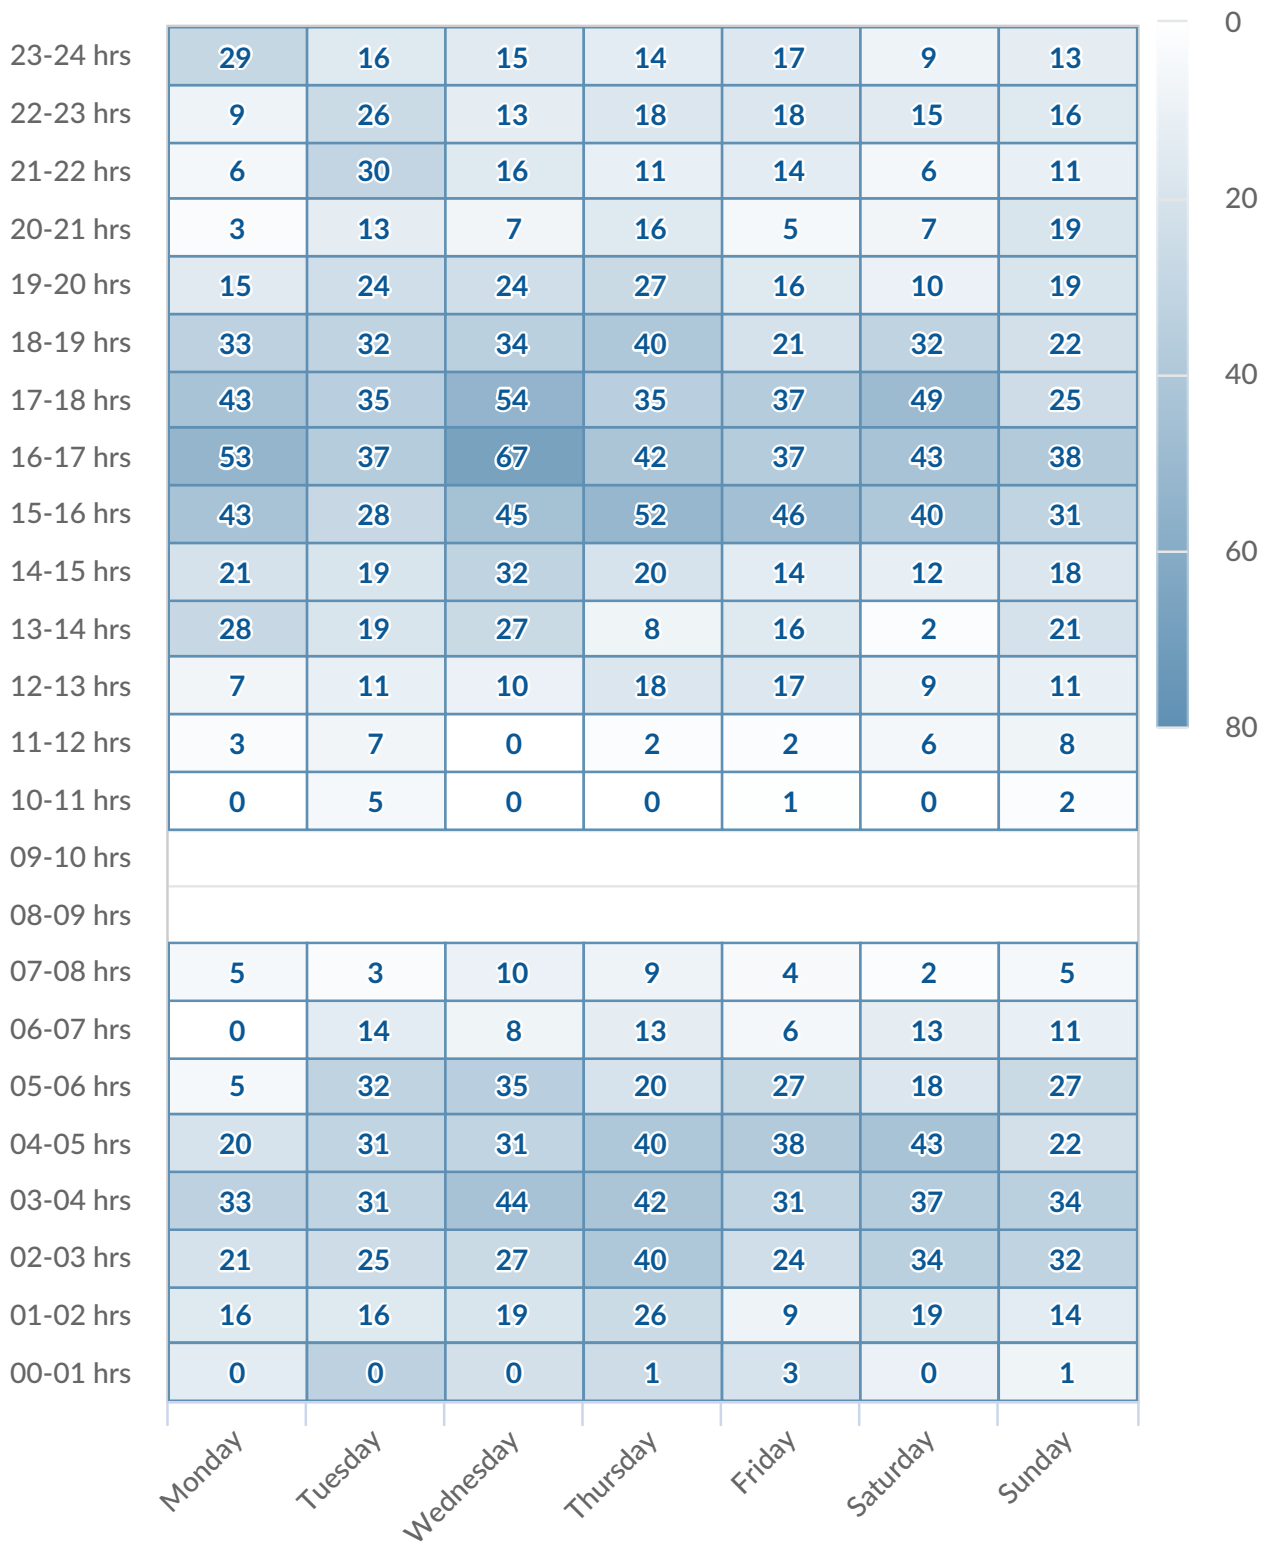 0
23-24 hrs 29 16 15 14 17 9 13
22-23 hrs 9 26 13 18 18 15 16
21-22 hrs 6 30 16 11 14 6 11
20
20-21 hrs 3 13 7 16 5 7 19
19-20 hrs 15 24 24 27 16 10 19
18-19 hrs 33 32 34 40 21 32 22
40
17-18 hrs 43 35 54 35 37 49 25
16-17 hrs 53 37 67 42 37 43 38
15-16 hrs 43 28 45 52 46 40 31
60
14-15 hrs 21 19 32 20 14 12 18
13-14 hrs 28 19 27 8 16 2 21
12-13 hrs 7 11 10 18 17 9 11
80
11-12 hrs 3 7 0 2 2 6 8
10-11 hrs 0 5 0 0 1 0 2
09-10 hrs
08-09 hrs
07-08 hrs 5 3 10 9 4 2 5
06-07 hrs 0 14 8 13 6 13 11
05-06 hrs 5 32 35 20 27 18 27
04-05 hrs 20 31 31 40 38 43 22
03-04 hrs 33 31 44 42 31 37 34
02-03 hrs 21 25 27 40 24 34 32
01-02 hrs 16 16 19 26 9 19 14
00-01 hrs 0 0 0 1 3 0 1
Monday Tuesday Wednesday Thursday Friday Saturday Sunday